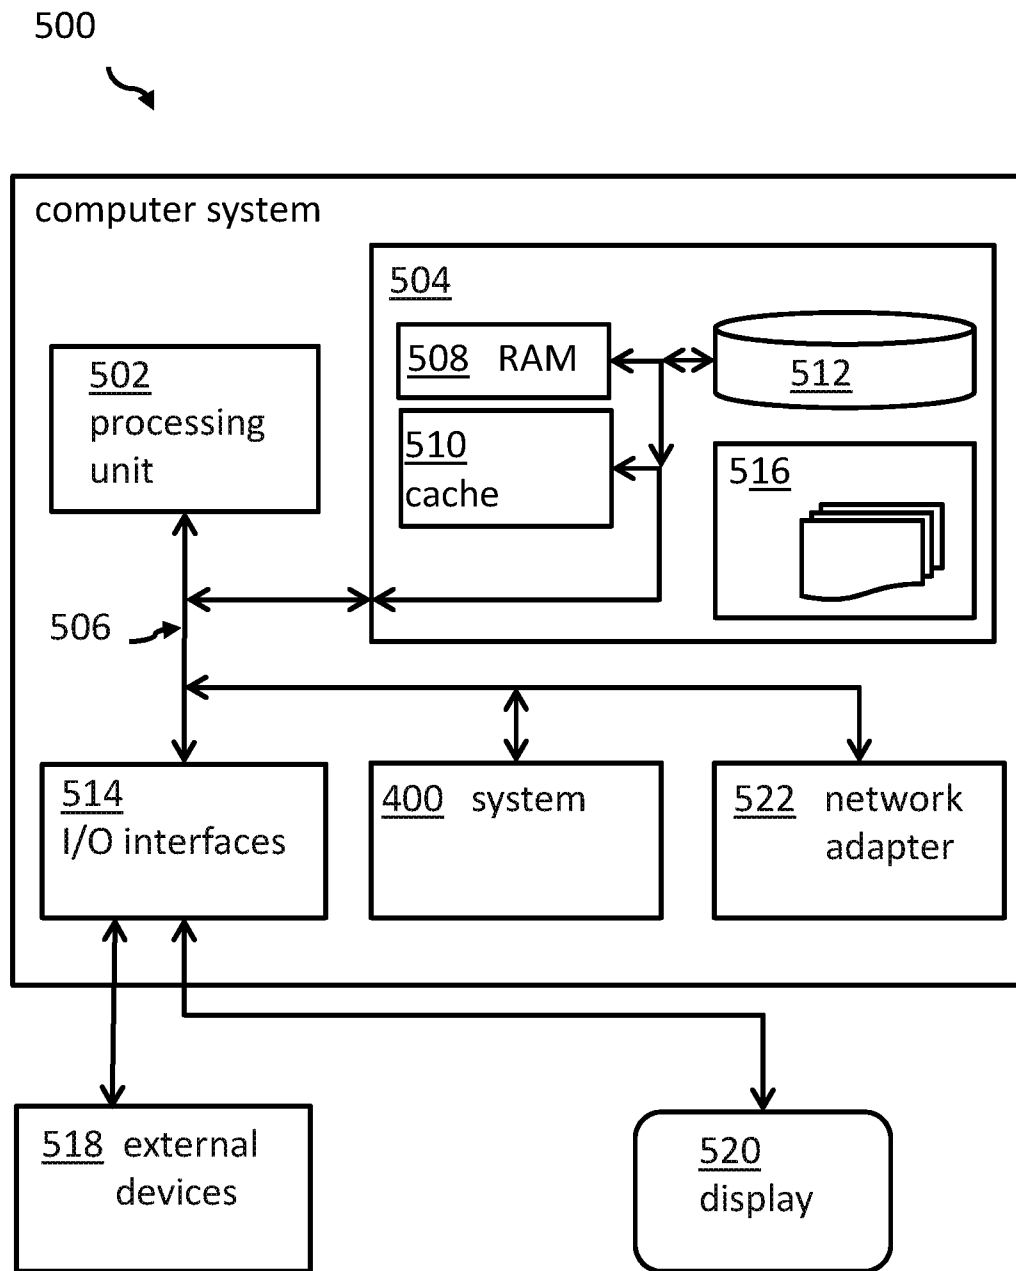 500
computer system
504
502
processing
unit
508 RAM
512
510
cache
516
506
514
I/O interfaces
400 system
522 network
adapter
518 external
devices
520
display